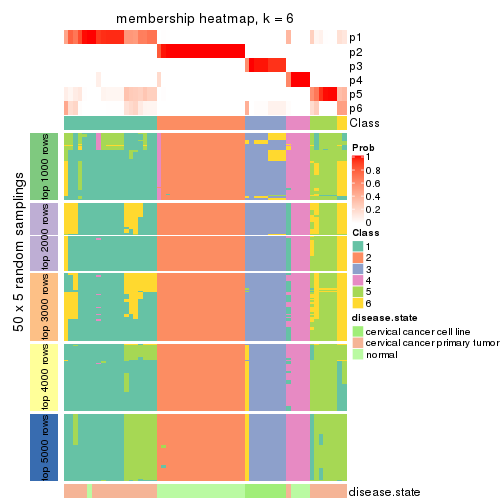 membership heatmap, k = 6
p1
p2
p3
p4
p5
p6
Class
50 x 5 random samplings
top 1000 rows
top 2000 rows
top 3000 rows
top 4000 rows
top 5000 rows
Prob
1
0.8
0.6
0.4
0.2
0
Class
1
2
3
4
5
6
disease.state
cervical cancer cell line
cervical cancer primary tumor
normal
disease.state